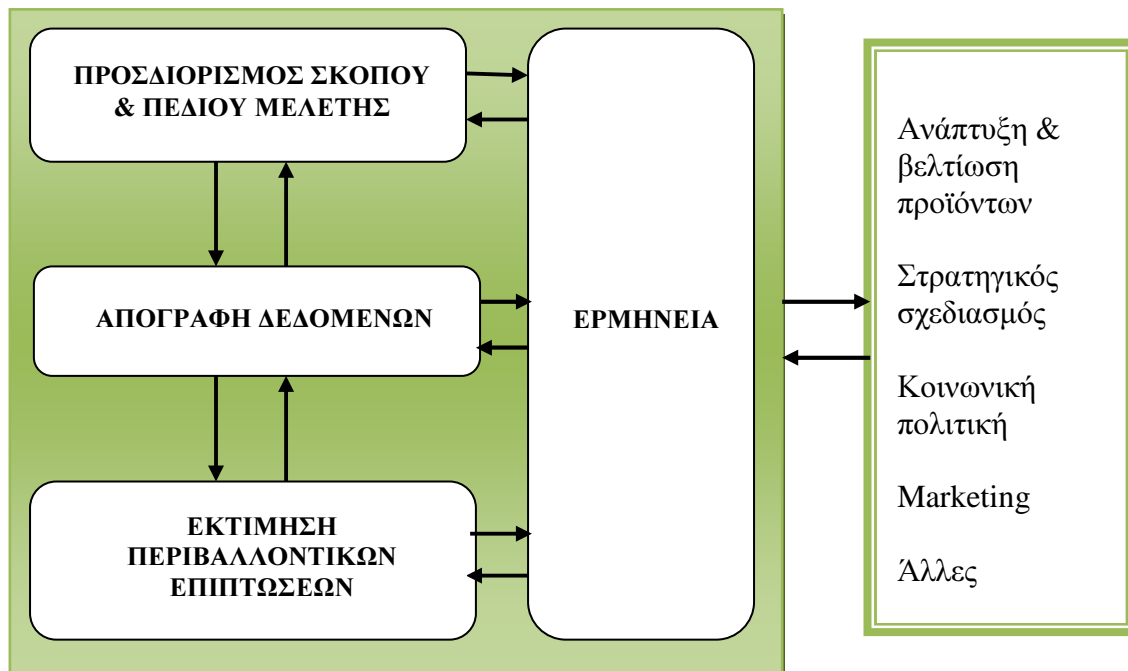 ΠΡΟΣΔΙΟΡΙΣΜΟΣ ΣΚΟΠΟΥ
& ΠΕΔΙΟΥ ΜΕΛΕΤΗΣ
ΑΠΟΓΡΑΦΗ ΔΕΔΟΜΕΝΩΝ
ΕΚΤΙΜΗΣΗ
ΠΕΡΙΒΑΛΛΟΝΤΙΚΩΝ
ΕΠΙΠΤΩΣΕΩΝ
ΕΡΜΗΝΕΙΑ
Ανάπτυξη &
βελτίωση
προϊόντων
Στρατηγικός
σχεδιασμός
Κοινωνική
πολιτική
Marketing
Άλλες